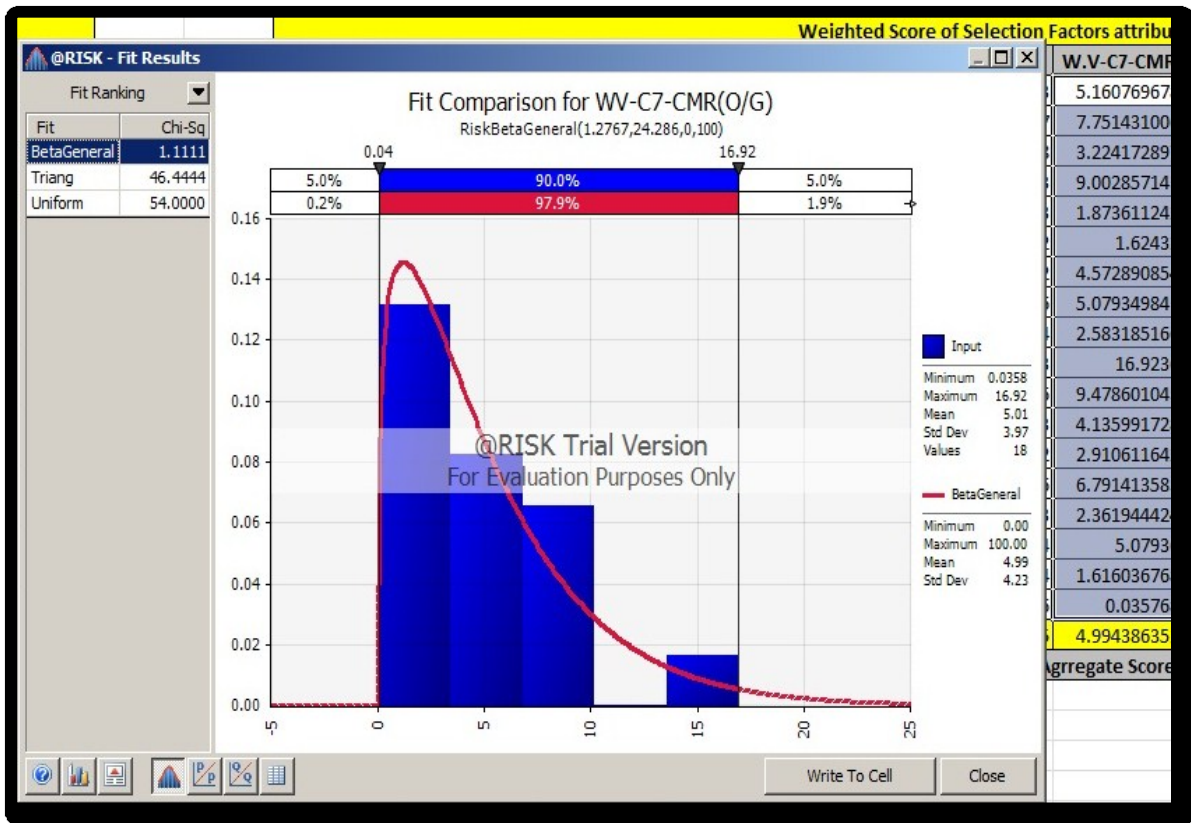 Weighted Score of Selection Factors attribu
@RISK - Fit Results
W.V-C7-CMR
Fit Ranking
Fit Chi-Sq
BetaGeneral 1.1111
Triang 46.4444
Uniform 54.0000
Fit Comparison for WV-C7-CMR(O/G)
RiskBetaGeneral(1.2767,24.286,0,100)
0.04 16.92
5.0% 90.0% 5.0%
0.2% 97.9% 1.9%
0.16
0.14
0.12
0.10
0.08
0.06
0.04
0.02
0.00
-5 0 5 10 15 20 25
@RISK Trial Version
For Evaluation Purposes Only
Input
Minimum 0.0358
Maximum 16.92
Mean 5.01
Std Dev 3.97
Values 18
BetaGeneral
Minimum 0.00
Maximum 100.00
Mean 4.99
Std Dev 4.23
Write To Cell
Close
P/P
Q/Q
5.16076967
7.75143100
3.22417289
9.00285714
1.87361124
1.6243
4.57289085
5.07934984
2.58318516
16.923
9.47860104
4.13599172
2.91061164
6.79141358
2.36194442
5.0793
1.61603676
0.03576
4.99438635
Agrregate Score